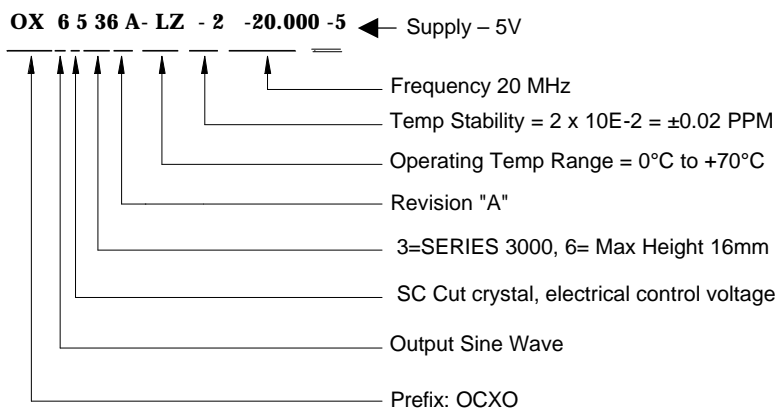 OX 6 5 36 A- LZ - 2 -20.000 -5 Supply – 5V
Frequency 20 MHz
Temp Stability = 2 x 10E-2 = ±0.02 PPM
Operating Temp Range = 0°C to +70°C
Revision "A"
3=SERIES 3000, 6= Max Height 16mm
SC Cut crystal, electrical control voltage
Output Sine Wave
Prefix: OCXO